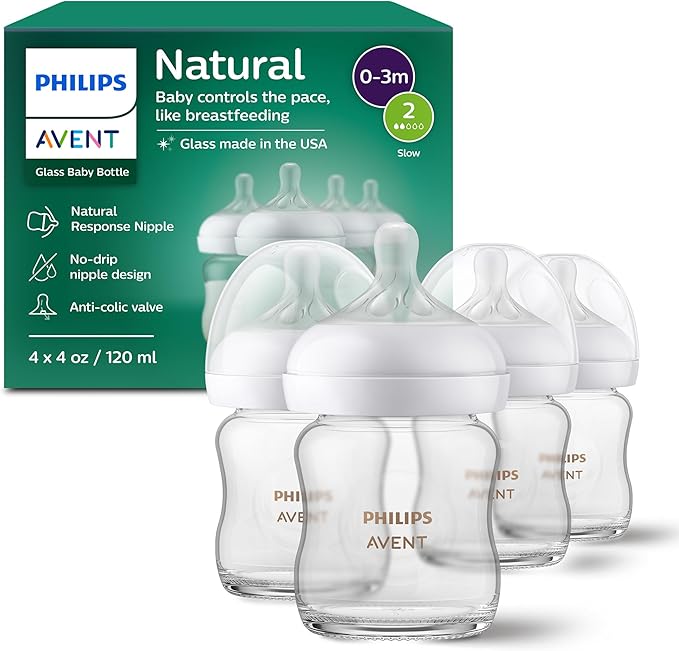 PHILIPS
AVENT
Glass Baby Bottle
Natural
Baby controls the pace,
like breastfeeding
Glass made in the USA
0-3m
2
Slow
Natural
Response Nipple
No-drip
nipple design
Anti-colic valve
4 x 4 oz / 120 ml
PHILIPS
AVENT
PHILIPS
AVENT
PHILIPS
AVENT
PHILIPS
AVENT